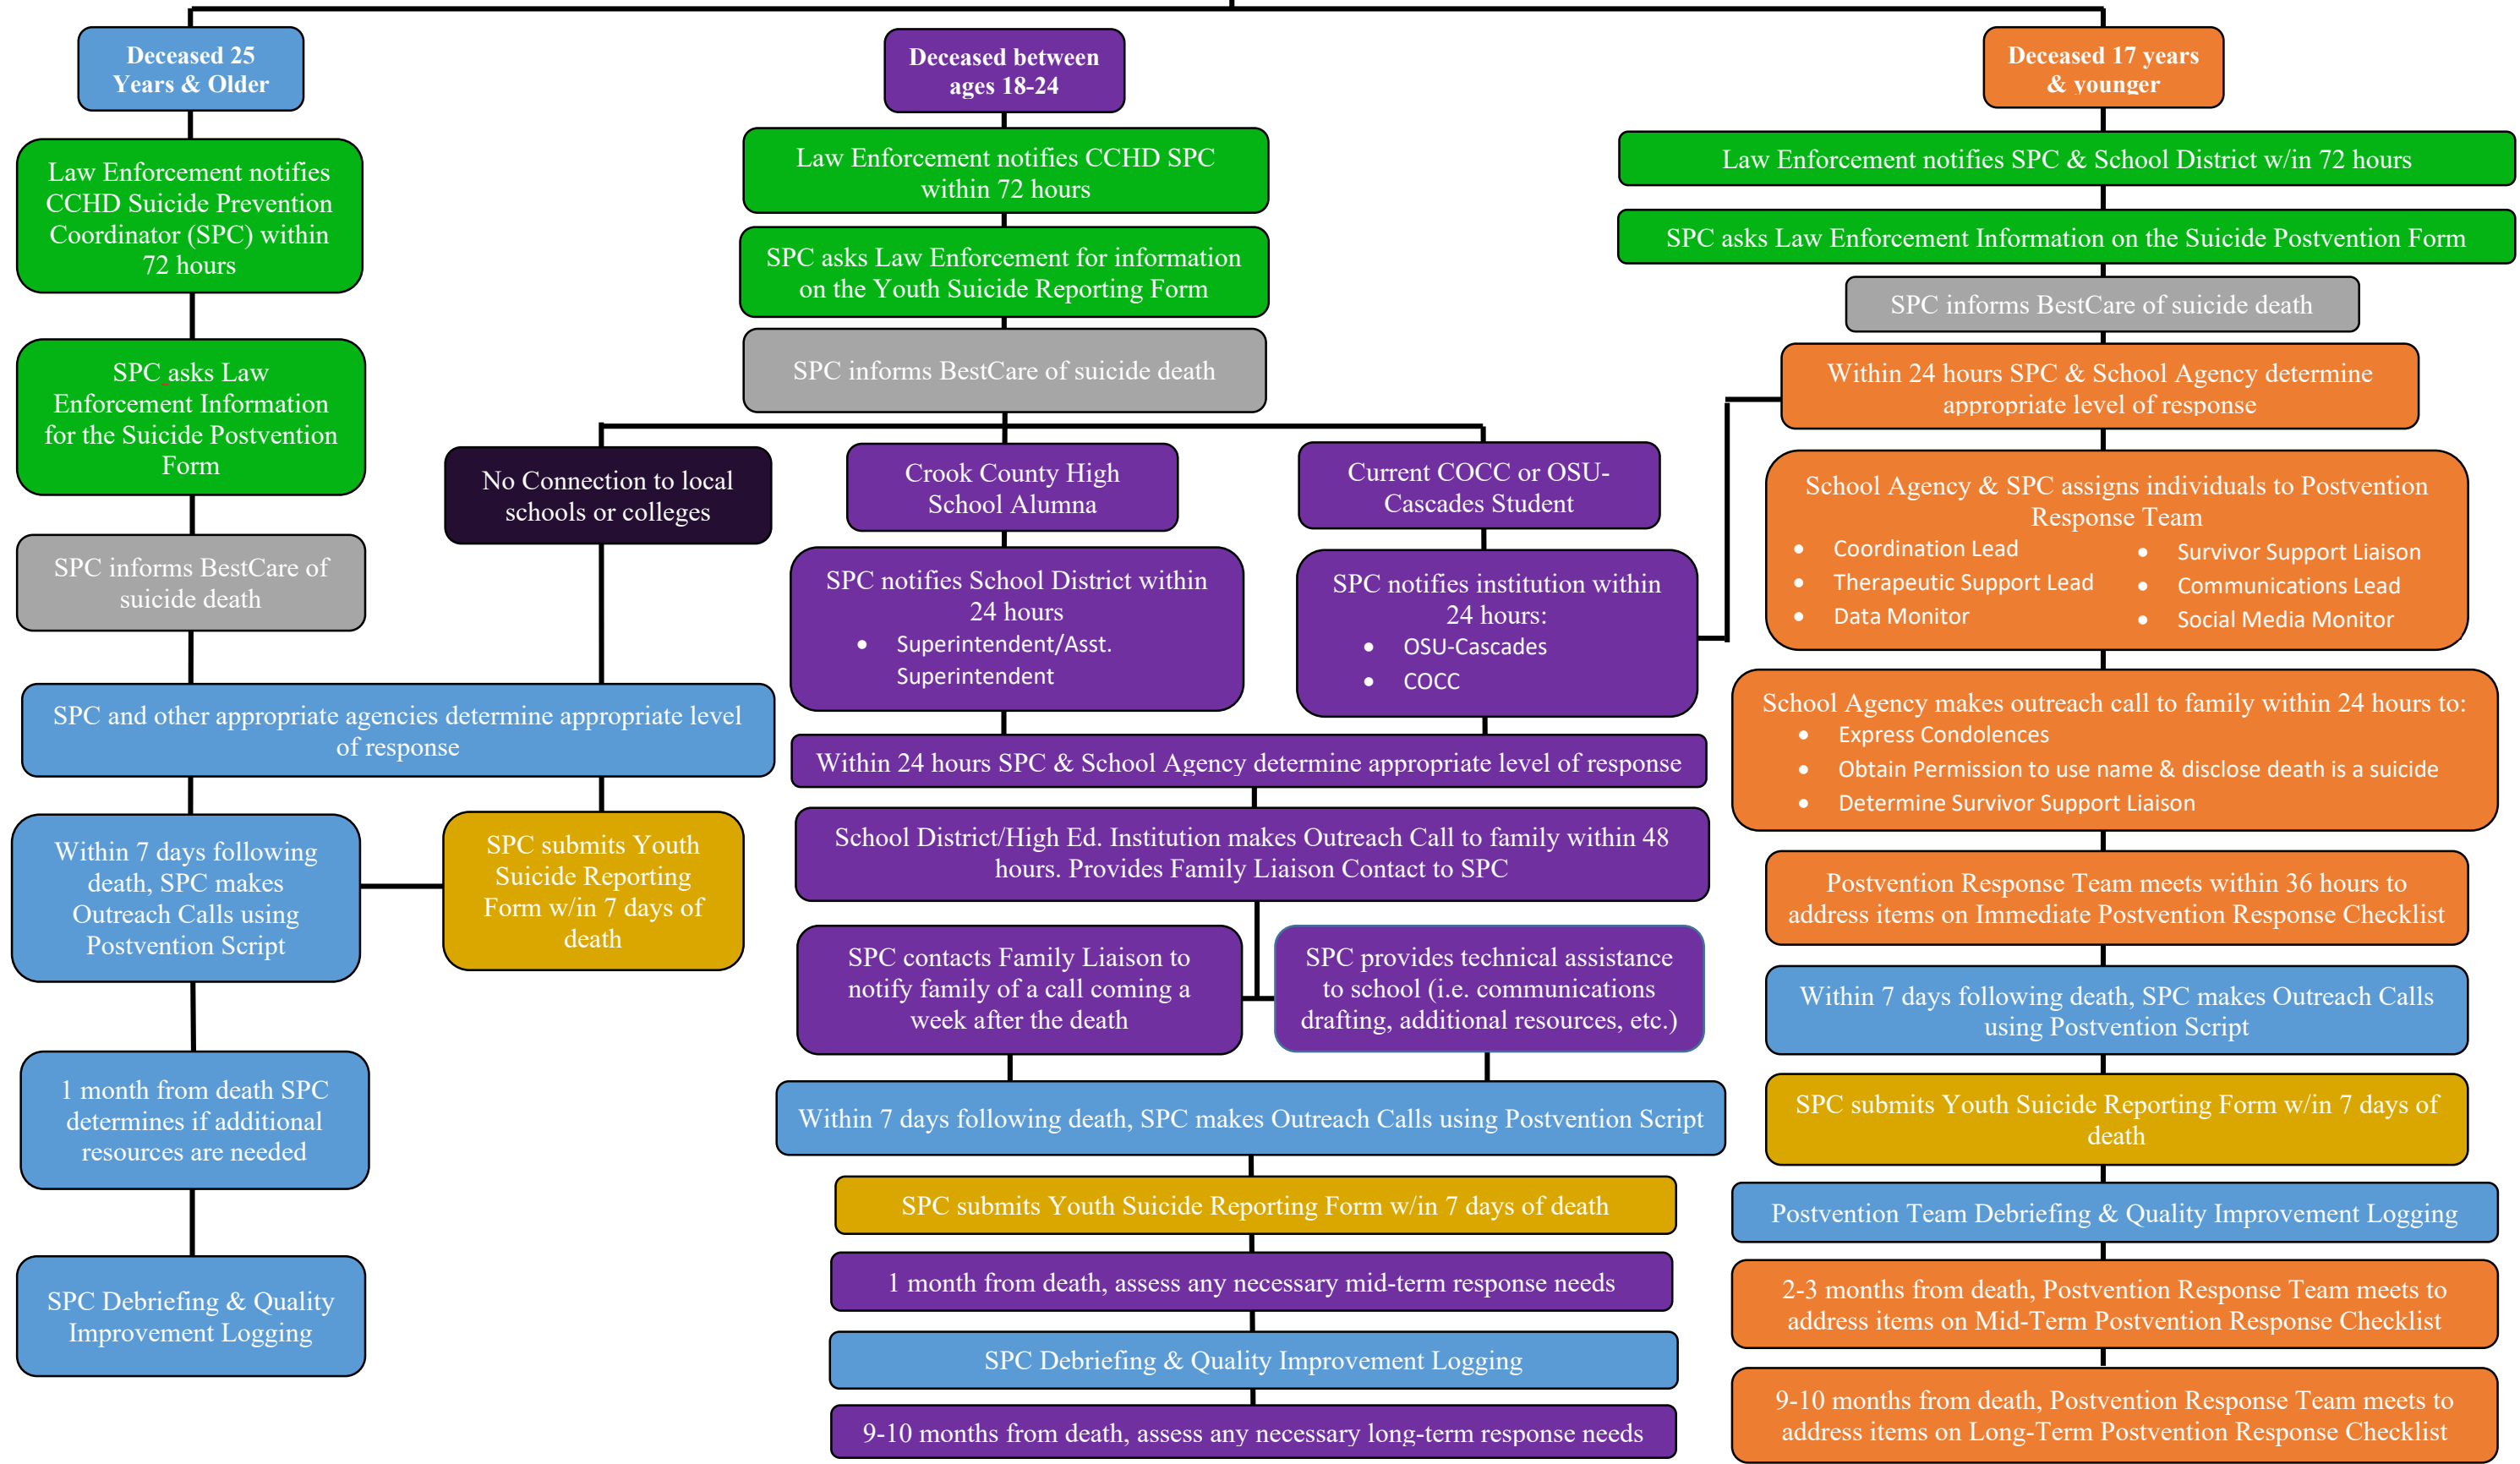 Deceased 25
Years & Older
Law Enforcement notifies
CCHD Suicide Prevention
Coordinator (SPC) within
72 hours
SPC asks Law
Enforcement Information
for the Suicide Postvention
Form
SPC informs BestCare of
suicide death
SPC and other appropriate agencies determine appropriate level
of response
Within 7 days following
death, SPC makes
Outreach Calls using
Postvention Script
SPC submits Youth
Suicide Reporting
Form w/in 7 days of
death
1 month from death SPC
determines if additional
resources are needed
SPC Debriefing & Quality
Improvement Logging
Deceased between
ages 18-24
Law Enforcement notifies CCHD SPC
within 72 hours
SPC asks Law Enforcement for information
on the Youth Suicide Reporting Form
SPC informs BestCare of suicide death
No Connection to local
schools or colleges
Crook County High
School Alumna
Current COCC or OSU-
Cascades Student
SPC notifies School District within
24 hours
• Superintendent/Asst.
Superintendent
SPC notifies institution within
24 hours:
• OSU-Cascades
• COCC
Within 24 hours SPC & School Agency determine appropriate level of response
School District/High Ed. Institution makes Outreach Call to family within 48
hours. Provides Family Liaison Contact to SPC
SPC contacts Family Liaison to
notify family of a call coming a
week after the death
SPC provides technical assistance
to school (i.e. communications
drafting, additional resources, etc.)
Within 7 days following death, SPC makes Outreach Calls using Postvention Script
SPC submits Youth Suicide Reporting Form w/in 7 days of death
1 month from death, assess any necessary mid-term response needs
SPC Debriefing & Quality Improvement Logging
9-10 months from death, assess any necessary long-term response needs
Deceased 17 years
& younger
Law Enforcement notifies SPC & School District w/in 72 hours
SPC asks Law Enforcement Information on the Suicide Postvention Form
SPC informs BestCare of suicide death
Within 24 hours SPC & School Agency determine
appropriate level of response
School Agency & SPC assigns individuals to Postvention
Response Team
• Coordination Lead
• Therapeutic Support Lead
• Data Monitor
• Survivor Support Liaison
• Communications Lead
• Social Media Monitor
School Agency makes outreach call to family within 24 hours to:
• Express Condolences
• Obtain Permission to use name & disclose death is a suicide
• Determine Survivor Support Liaison
Postvention Response Team meets within 36 hours to
address items on Immediate Postvention Response Checklist
Within 7 days following death, SPC makes Outreach Calls
using Postvention Script
SPC submits Youth Suicide Reporting Form w/in 7 days of
death
Postvention Team Debriefing & Quality Improvement Logging
2-3 months from death, Postvention Response Team meets to
address items on Mid-Term Postvention Response Checklist
9-10 months from death, Postvention Response Team meets to
address items on Long-Term Postvention Response Checklist